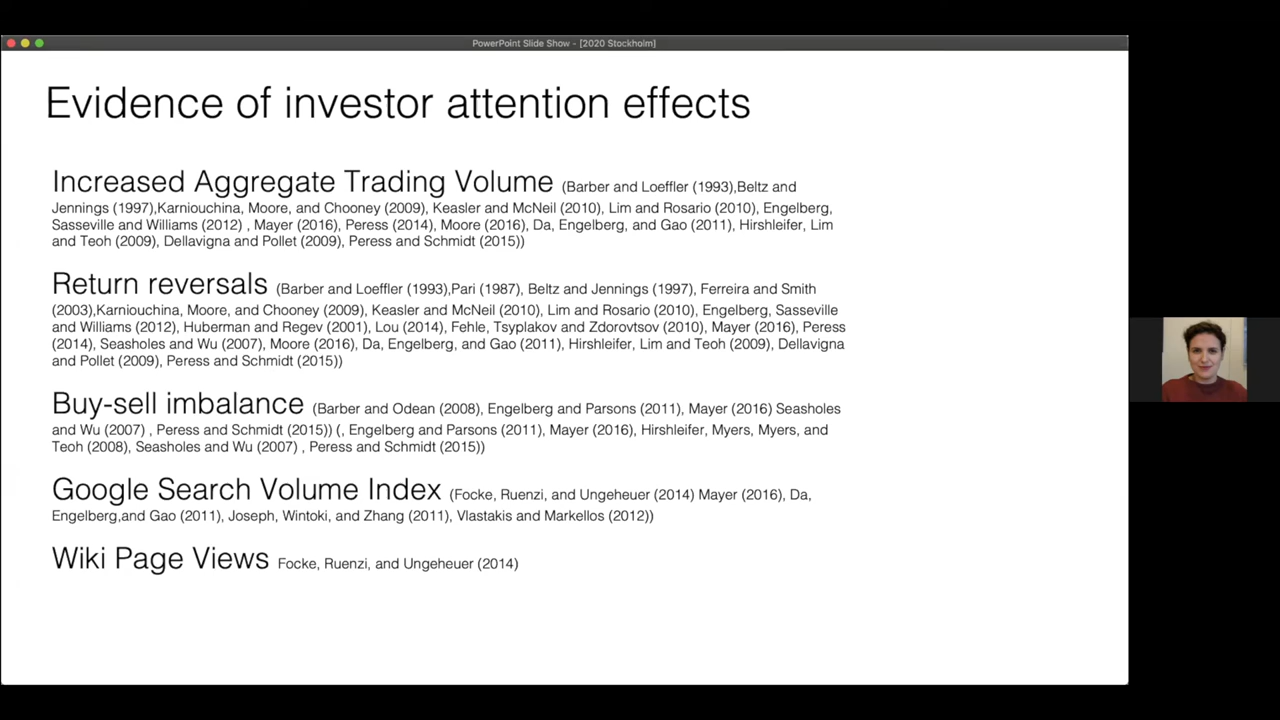 PowerPoint Slide Show - [2020 Stockholm]
Evidence of investor attention effects
Increased Aggregate Trading Volume (Barber and Loeffler (1993),Beltz and
Jennings (1997),Karniouchina, Moore, and Chooney (2009), Keasler and McNeil (2010), Lim and Rosario (2010), Engelberg,
Sasseville and Williams (2012) , Mayer (2016), Peress (2014), Moore (2016), Da, Engelberg, and Gao (2011), Hirshleifer, Lim
and Teoh (2009), Dellavigna and Pollet (2009), Peress and Schmidt (2015))
Return reversals (Barber and Loeffler (1993),Pari (1987), Beltz and Jennings (1997), Ferreira and Smith
(2003),Karniouchina, Moore, and Chooney (2009), Keasler and McNeil (2010), Lim and Rosario (2010), Engelberg, Sasseville
and Williams (2012), Huberman and Regev (2001), Lou (2014), Fehle, Tsyplakov and Zdorovtsov (2010), Mayer (2016), Peress
(2014), Seasholes and Wu (2007), Moore (2016), Da, Engelberg, and Gao (2011), Hirshleifer, Lim and Teoh (2009), Dellavigna
and Pollet (2009), Peress and Schmidt (2015))
Buy-sell imbalance (Barber and Odean (2008), Engelberg and Parsons (2011), Mayer (2016) Seasholes
and Wu (2007) , Peress and Schmidt (2015)) (, Engelberg and Parsons (2011), Mayer (2016), Hirshleifer, Myers, Myers, and
Teoh (2008), Seasholes and Wu (2007) , Peress and Schmidt (2015))
Google Search Volume Index (Focke, Ruenzi, and Ungeheuer (2014) Mayer (2016), Da,
Engelberg,and Gao (2011), Joseph, Wintoki, and Zhang (2011), Vlastakis and Markellos (2012))
Wiki Page Views Focke, Ruenzi, and Ungeheuer (2014)